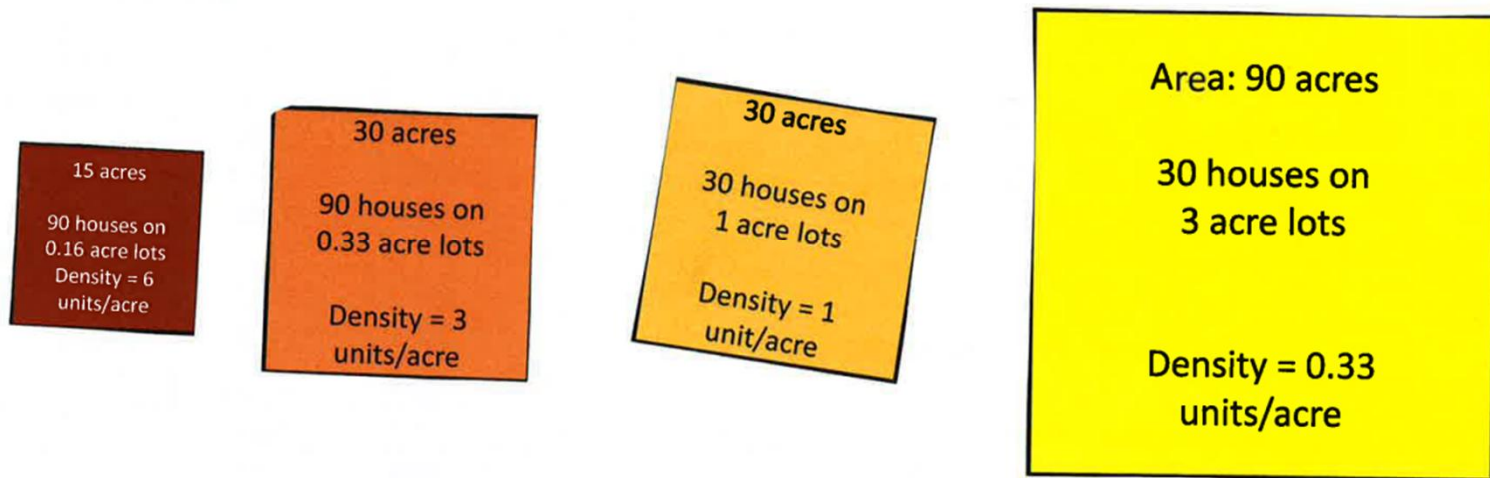 15 acres
90 houses on
0.16 acre lots
Density = 6
units/acre
30 acres
90 houses on
0.33 acre lots
Density = 3
units/acre
30 acres
30 houses on
1 acre lots
Density = 1
unit/acre
Area: 90 acres
30 houses on
3 acre lots
Density = 0.33
units/acre